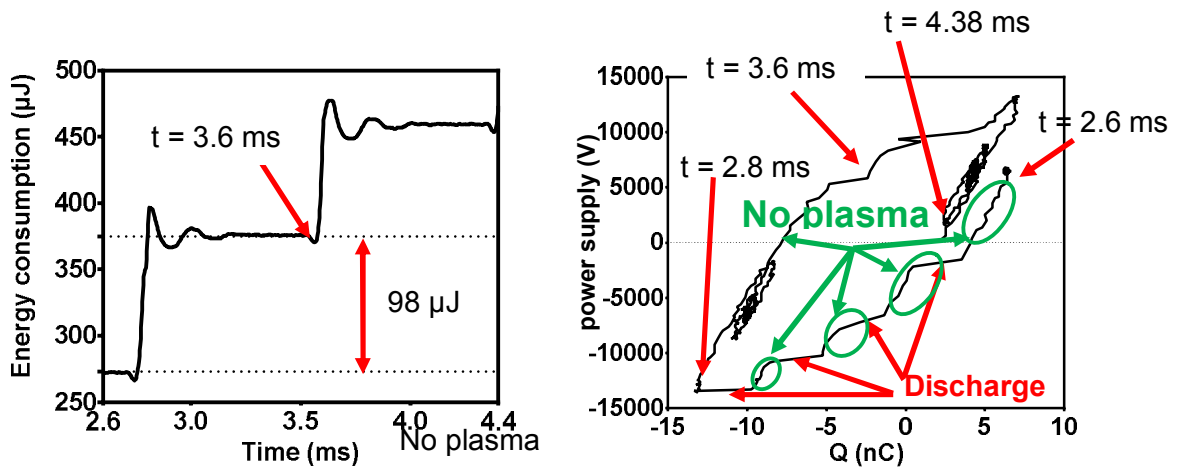 500
450
400
350
300
250
2.6
3.0
3.5
4.0
4.4
Energy consumption (µJ)
Time (ms)
t = 3.6 ms
98 µJ
No plasma
t = 4.38 ms
t = 3.6 ms
t = 2.6 ms
t = 2.8 ms
No plasma
Discharge
15000
10000
5000
0
-5000
-10000
-15000
-15
-10
-5
0
5
10
power supply (V)
Q (nC)